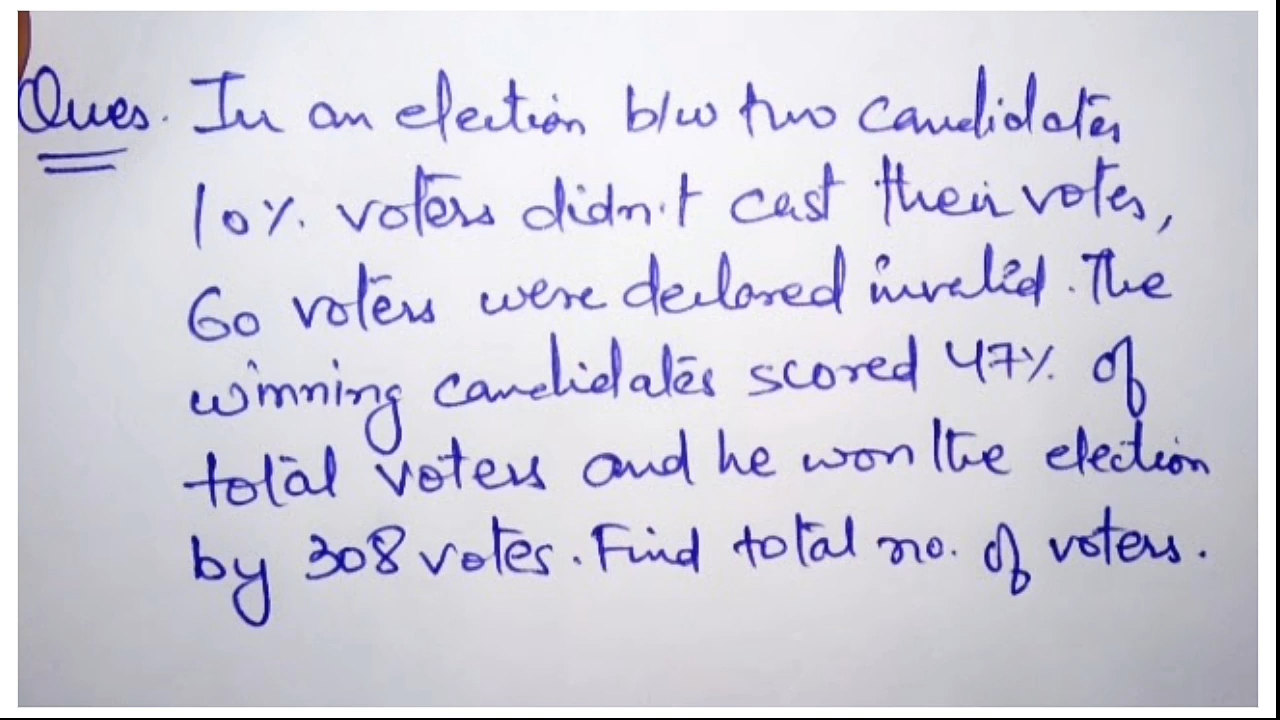 Ques. In an election b/w two candidates
10% voters didn't cast their votes,
60 voters were declared invalid. The
winning candidates scored 47% of
total voters and he won the election
by 308 votes. Find total no. of voters.